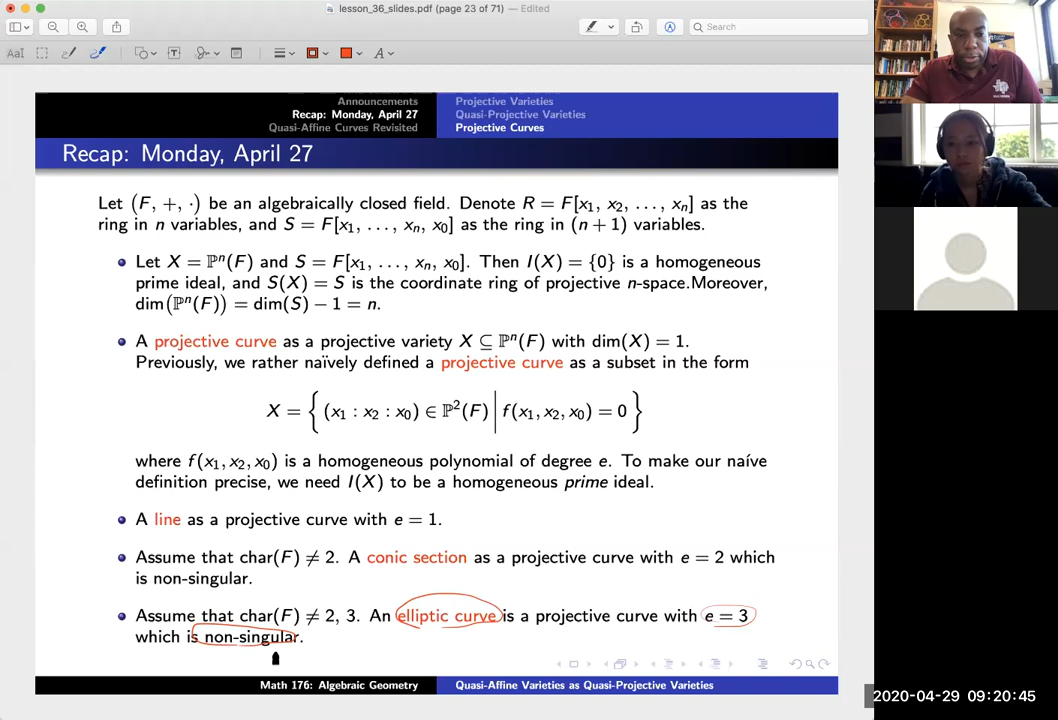 lesson_36_slides.pdf (page 23 of 71) — Edited
Search
AaI
T
A
Announcements
Recap: Monday, April 27
Quasi-Affine Curves Revisited
Projective Varieties
Quasi-Projective Varieties
Projective Curves
Recap: Monday, April 27
Let (F, +, ·) be an algebraically closed field. Denote R = F[x₁, x₂, ..., xₙ] as the
ring in n variables, and S = F[x₁, ..., xₙ, x₀] as the ring in (n + 1) variables.
Let X = ℙⁿ(F) and S = F[x₁, ..., xₙ, x₀]. Then I(X) = {0} is a homogeneous
prime ideal, and S(X) = S is the coordinate ring of projective n-space.Moreover,
dim(ℙⁿ(F)) = dim(S) − 1 = n.
A projective curve as a projective variety X ⊆ ℙⁿ(F) with dim(X) = 1.
Previously, we rather naïvely defined a projective curve as a subset in the form
X = { (x₁ : x₂ : x₀) ∈ ℙ²(F) | f(x₁, x₂, x₀) = 0 }
where f(x₁, x₂, x₀) is a homogeneous polynomial of degree e. To make our naíve
definition precise, we need I(X) to be a homogeneous prime ideal.
A line as a projective curve with e = 1.
Assume that char(F) ≠ 2. A conic section as a projective curve with e = 2 which
is non-singular.
Assume that char(F) ≠ 2, 3. An elliptic curve is a projective curve with e = 3
which is non-singular.
Math 176: Algebraic Geometry
Quasi-Affine Varieties as Quasi-Projective Varieties
2020-04-29 09:20:45